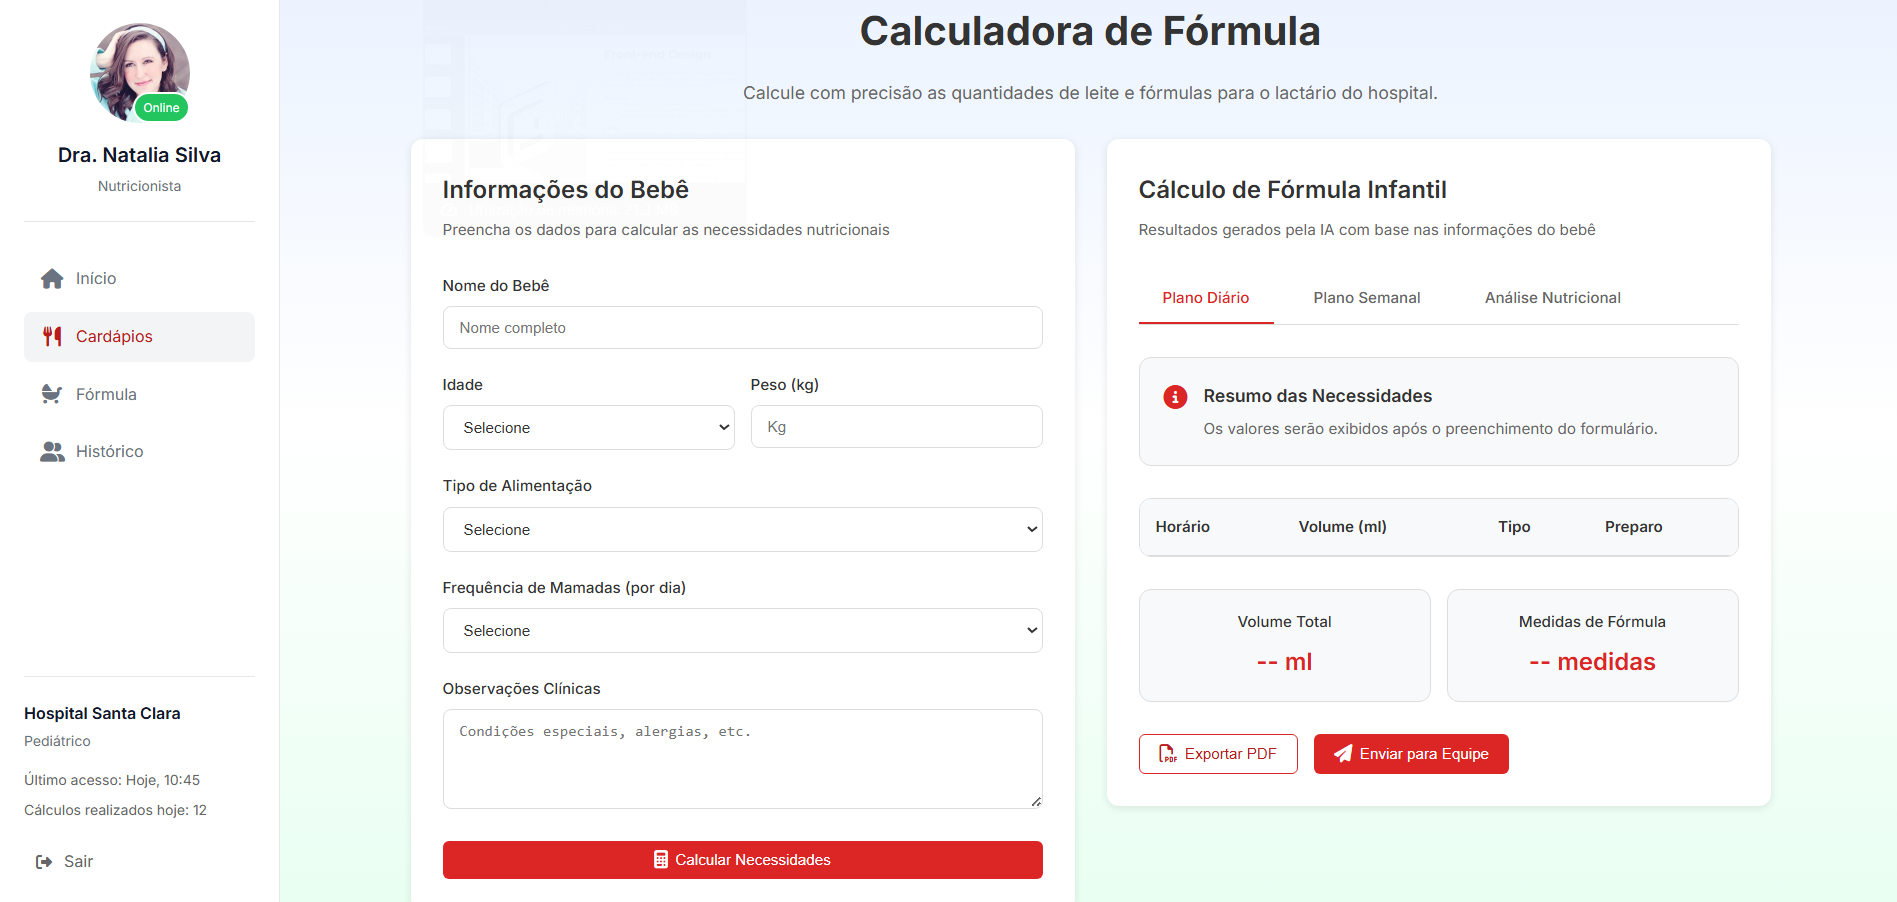 Online
Dra. Natalia Silva
Nutricionista
Início
Cardápios
Fórmula
Histórico
Hospital Santa Clara
Pediátrico
Último acesso: Hoje, 10:45
Cálculos realizados hoje: 12
Sair
Calculadora de Fórmula
Calcule com precisão as quantidades de leite e fórmulas para o lactário do hospital.
Informações do Bebê
Preencha os dados para calcular as necessidades nutricionais
Nome do Bebê
Nome completo
Idade Peso (kg)
Selecione Kg
Tipo de Alimentação
Selecione
Frequência de Mamadas (por dia)
Selecione
Observações Clínicas
Condições especiais, alergias, etc.
Calcular Necessidades
Cálculo de Fórmula Infantil
Resultados gerados pela IA com base nas informações do bebê
Plano Diário Plano Semanal Análise Nutricional
Resumo das Necessidades
Os valores serão exibidos após o preenchimento do formulário.
Horário Volume (ml) Tipo Preparo
Volume Total Medidas de Fórmula
-- ml -- medidas
PDF Exportar PDF Enviar para Equipe